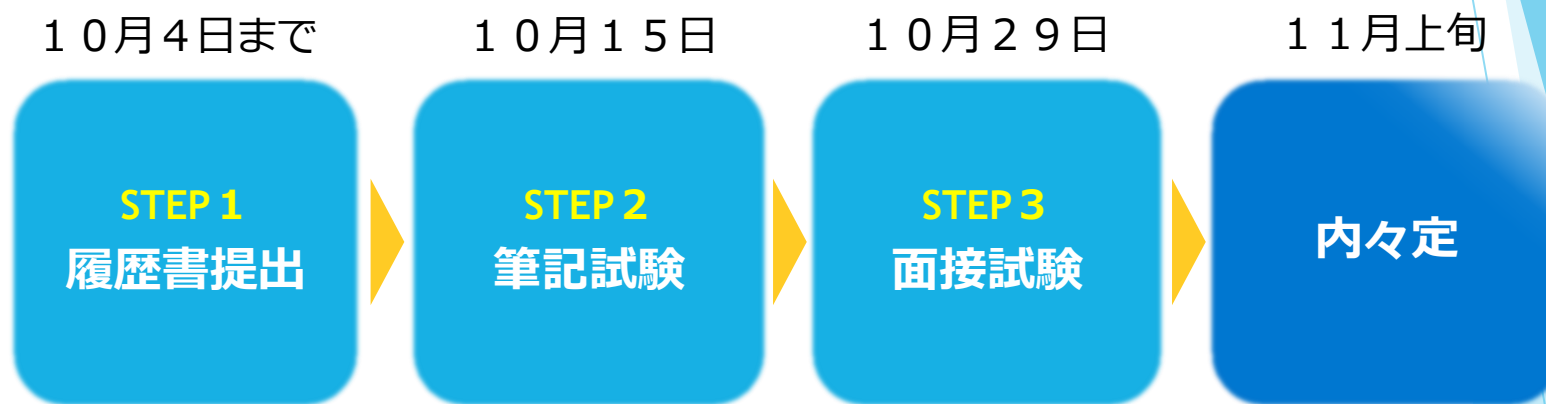 １０月４日まで
１０月１５日
１０月２９日
１１月上旬
STEP１
履歴書提出
STEP２
筆記試験
STEP３
面接試験
内々定